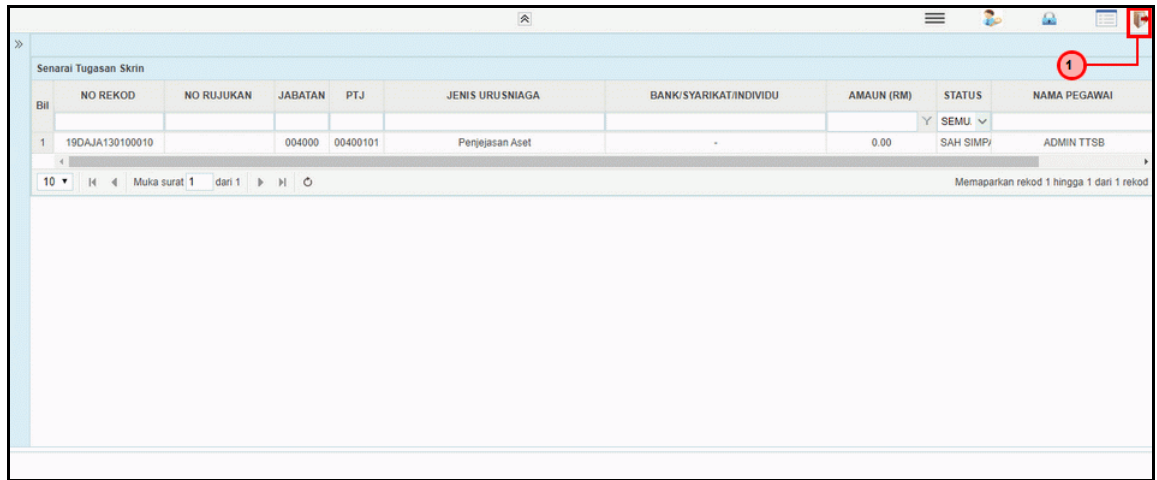 1
Senarai Tugasan Skrin
Bil NO REKOD NO RUJUKAN JABATAN PTJ JENIS URUSNIAGA BANK/SYARIKAT/INDIVIDU AMAUN (RM) STATUS NAMA PEGAWAI
SEMU
1 19DAJA130100010 004000 00400101 Penjejasan Aset - 0.00 SAH SIMP ADMIN TTSB
10 Muka surat 1 dari 1 Memaparkan rekod 1 hingga 1 dari 1 rekod